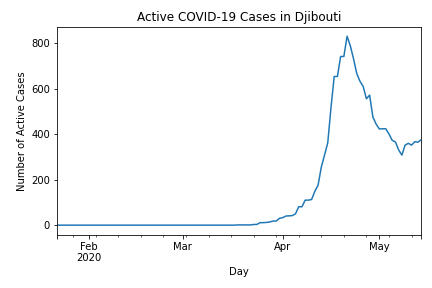 Active COVID-19 Cases in Djibouti
800
600
400
200
0
Number of Active Cases
Feb
2020
Mar
Apr
May
Day